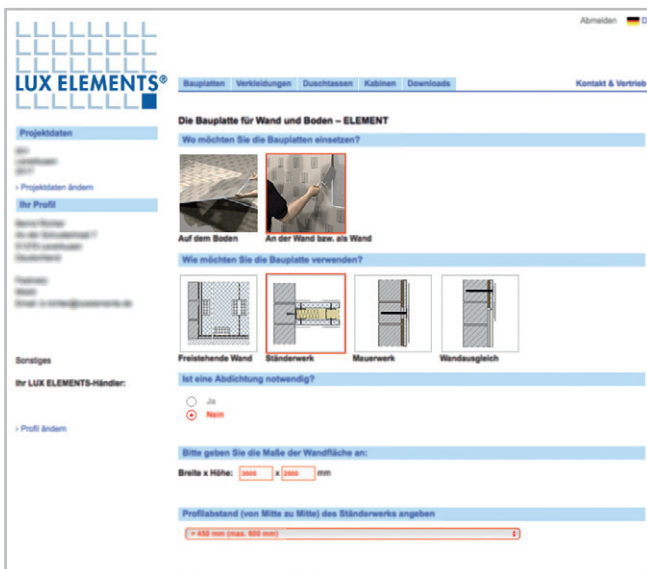 Abmelden
LUX ELEMENTS®
Bauplatten Verkleidungen Duschtassen Kabinen Downloads Kontakt & Vertrieb
Projektdaten
› Projektdaten ändern
Ihr Profil
Sonstiges
Ihr LUX ELEMENTS-Händler:
› Profil ändern
Die Bauplatte für Wand und Boden – ELEMENT
Wo möchten Sie die Bauplatten einsetzen?
Auf dem Boden An der Wand bzw. als Wand
Wie möchten Sie die Bauplatte verwenden?
Freistehende Wand Ständerwerk Mauerwerk Wandausgleich
Ist eine Abdichtung notwendig?
Ja
Nein
Bitte geben Sie die Maße der Wandfläche an:
Breite x Höhe: x mm
Profilabstand (von Mitte zu Mitte) des Ständerwerks angeben
> 450 mm (max. 600 mm)